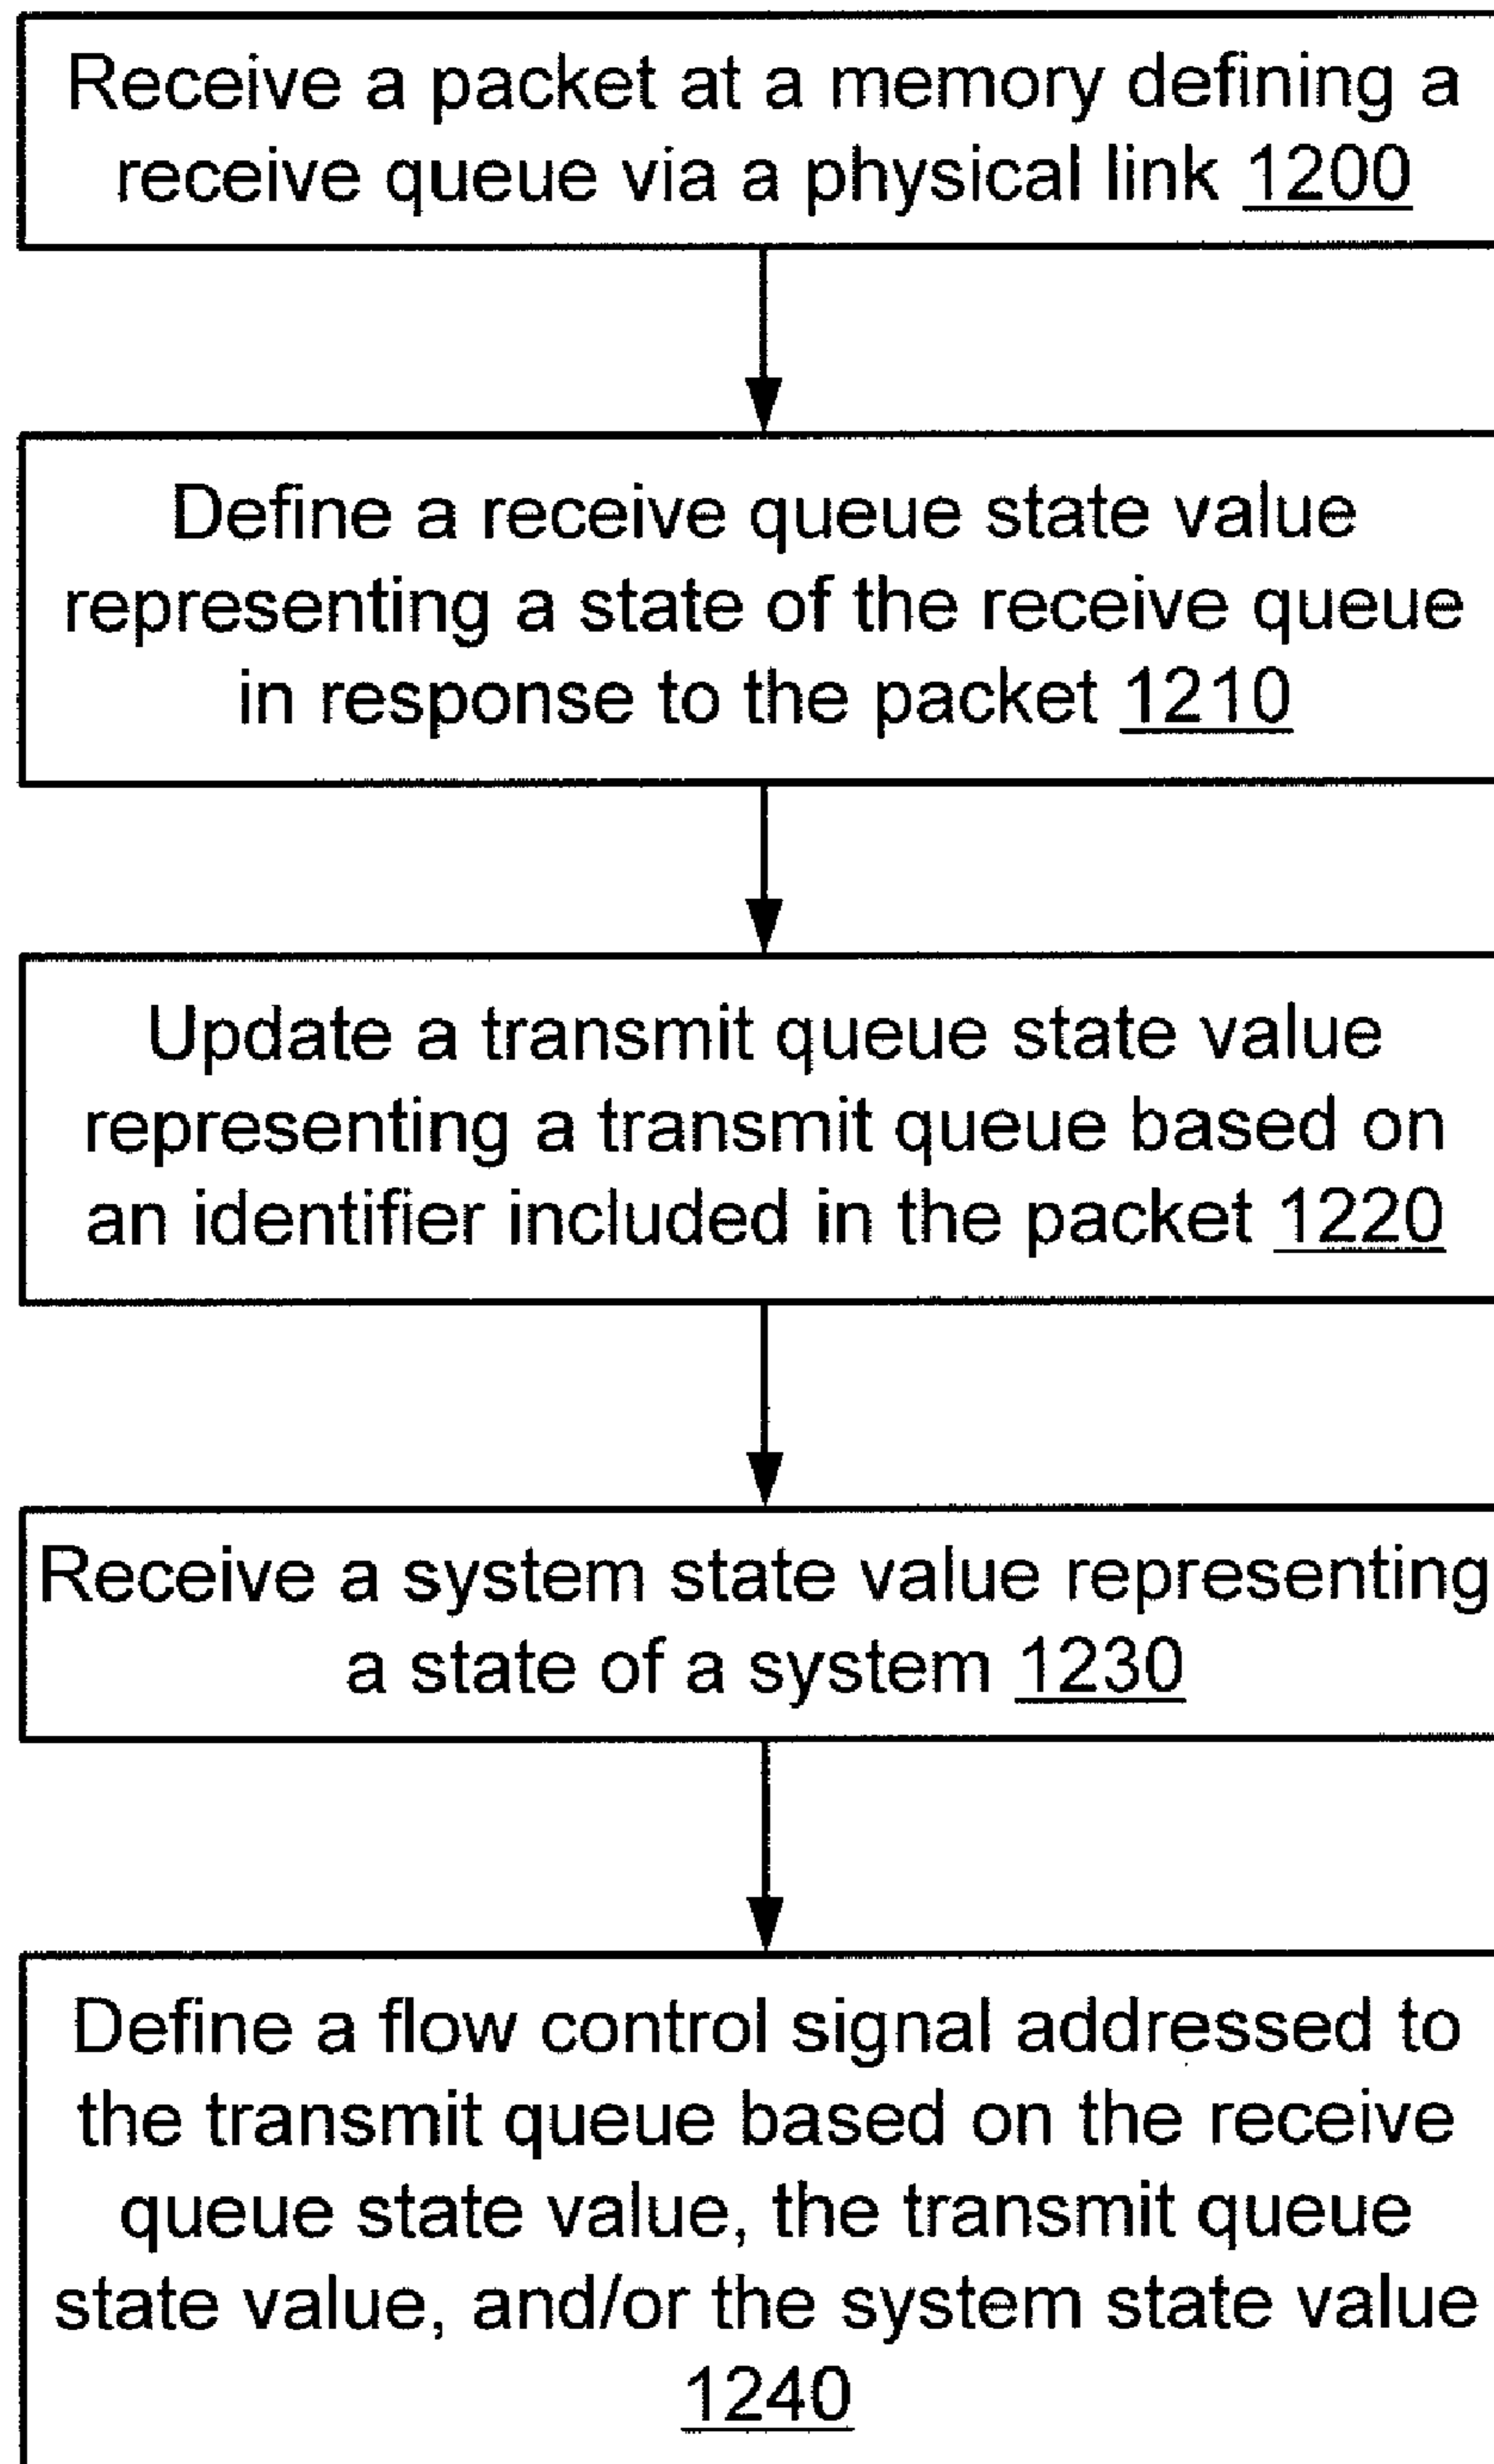 Receive a packet at a memory defining a
receive queue via a physical link 1200
Define a receive queue state value
representing a state of the receive queue
in response to the packet 1210
Update a transmit queue state value
representing a transmit queue based on
an identifier included in the packet 1220
Receive a system state value representing
a state of a system 1230
Define a flow control signal addressed to
the transmit queue based on the receive
queue state value, the transmit queue
state value, and/or the system state value
1240